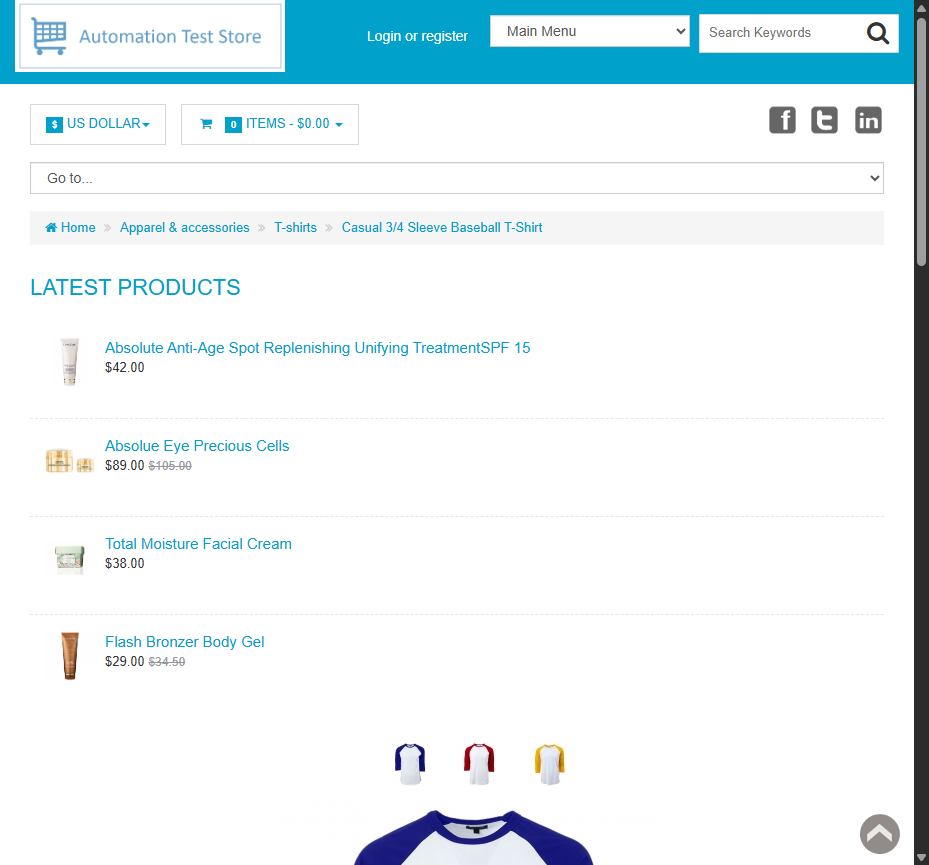 Automation Test Store
Login or register
Main Menu
Search Keywords
$ US DOLLAR
0 ITEMS - $0.00
Go to...
Home » Apparel & accessories » T-shirts » Casual 3/4 Sleeve Baseball T-Shirt
LATEST PRODUCTS
Absolute Anti-Age Spot Replenishing Unifying TreatmentSPF 15
$42.00
Absolue Eye Precious Cells
$89.00 $105.00
Total Moisture Facial Cream
$38.00
Flash Bronzer Body Gel
$29.00 $34.50